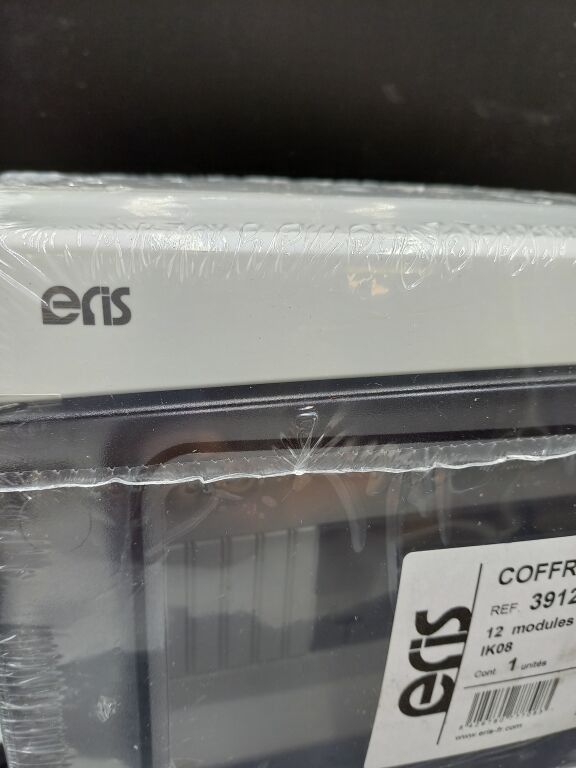 eris
eris
COFFR
REF. 3912
12 modules
IK08
Cont. 1 unités
www.eris-fr.com